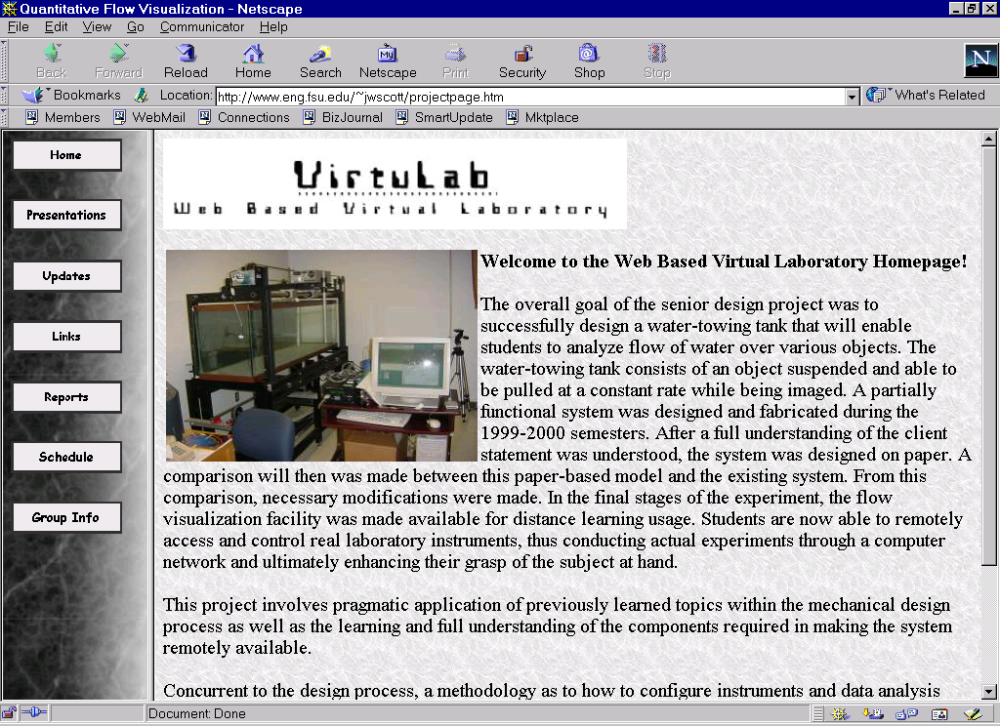 Quantitative Flow Visualization - Netscape
File Edit View Go Communicator Help
Back Forward Reload Home Search Netscape Print Security Shop Stop
My
N
Bookmarks Location: http://www.eng.fsu.edu/~jwscott/projectpage.htm What's Related
Members WebMail Connections BizJournal SmartUpdate Mktplace
Home
Presentations
Updates
Links
Reports
Schedule
Group Info
VirtuLab
Web Based Virtual Laboratory
Welcome to the Web Based Virtual Laboratory Homepage!
The overall goal of the senior design project was to
successfully design a water-towing tank that will enable
students to analyze flow of water over various objects. The
water-towing tank consists of an object suspended and able to
be pulled at a constant rate while being imaged. A partially
functional system was designed and fabricated during the
1999-2000 semesters. After a full understanding of the client
statement was understood, the system was designed on paper. A
comparison will then was made between this paper-based model and the existing system. From this
comparison, necessary modifications were made. In the final stages of the experiment, the flow
visualization facility was made available for distance learning usage. Students are now able to remotely
access and control real laboratory instruments, thus conducting actual experiments through a computer
network and ultimately enhancing their grasp of the subject at hand.
This project involves pragmatic application of previously learned topics within the mechanical design
process as well as the learning and full understanding of the components required in making the system
remotely available.
Concurrent to the design process, a methodology as to how to configure instruments and data analysis
Document: Done